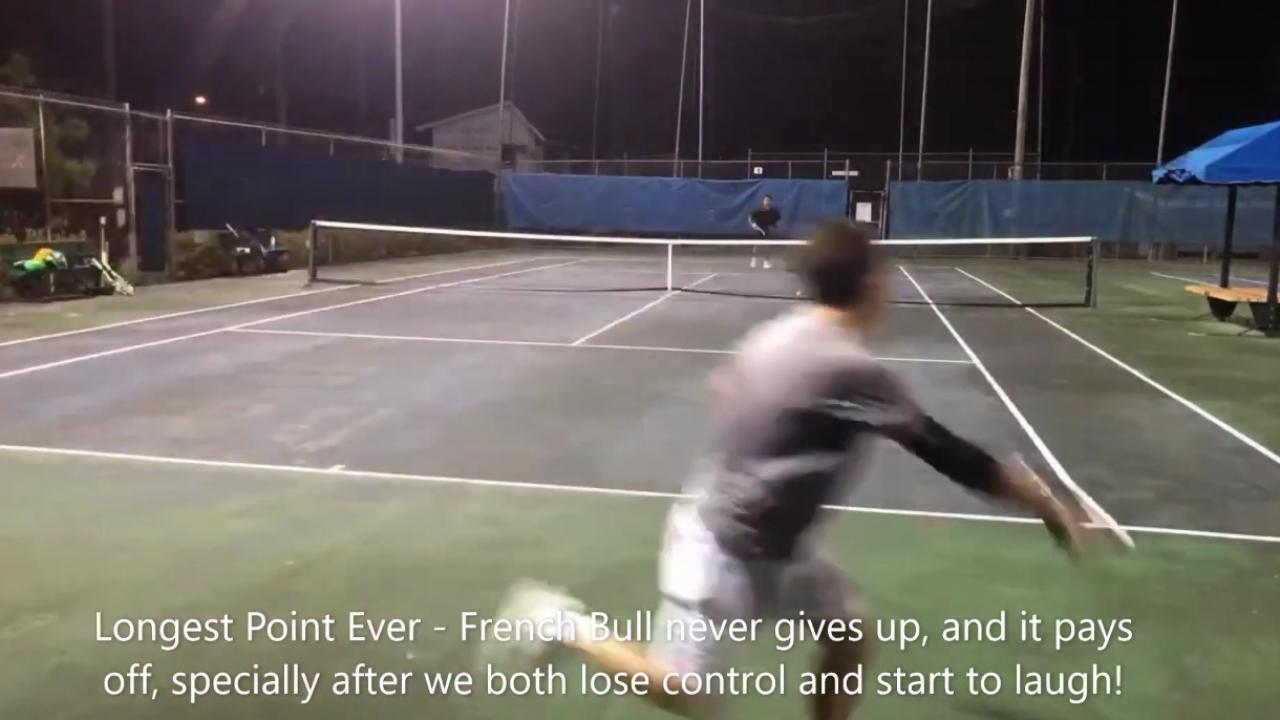 Longest Point Ever - French Bull never gives up, and it pays
off, specially after we both lose control and start to laugh!